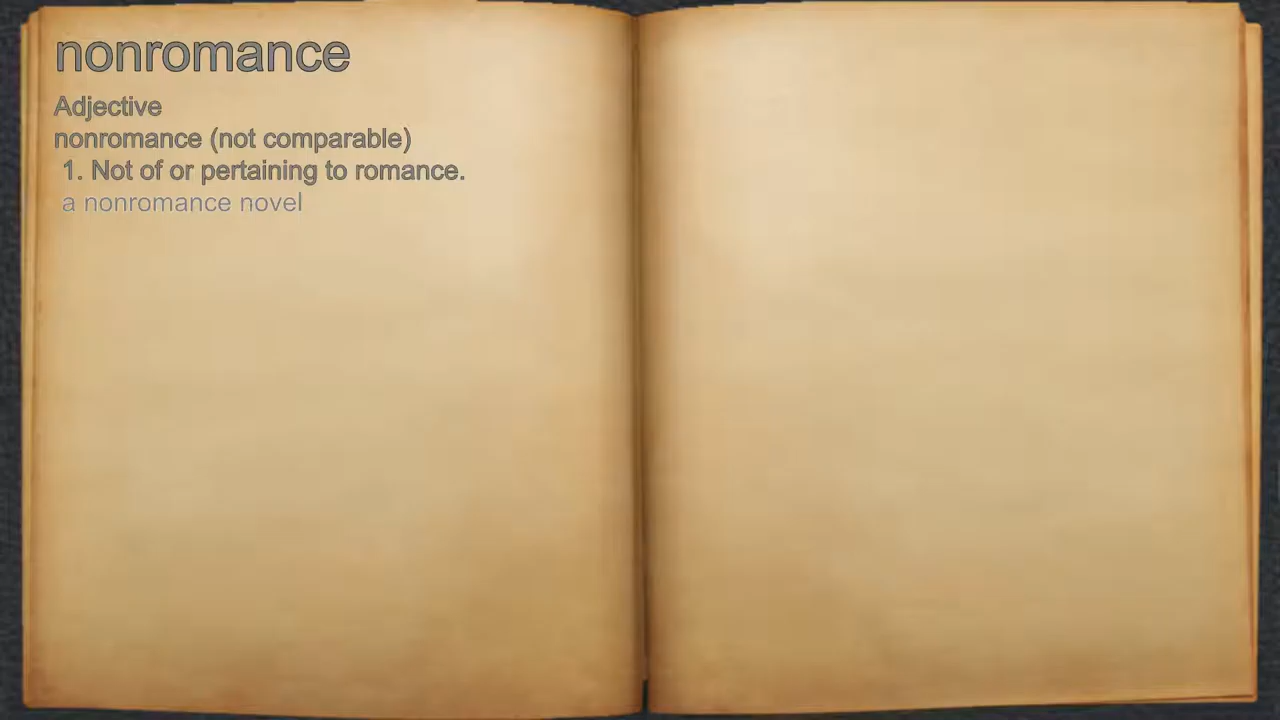 nonromance
Adjective
nonromance (not comparable)
1. Not of or pertaining to romance.
a nonromance novel